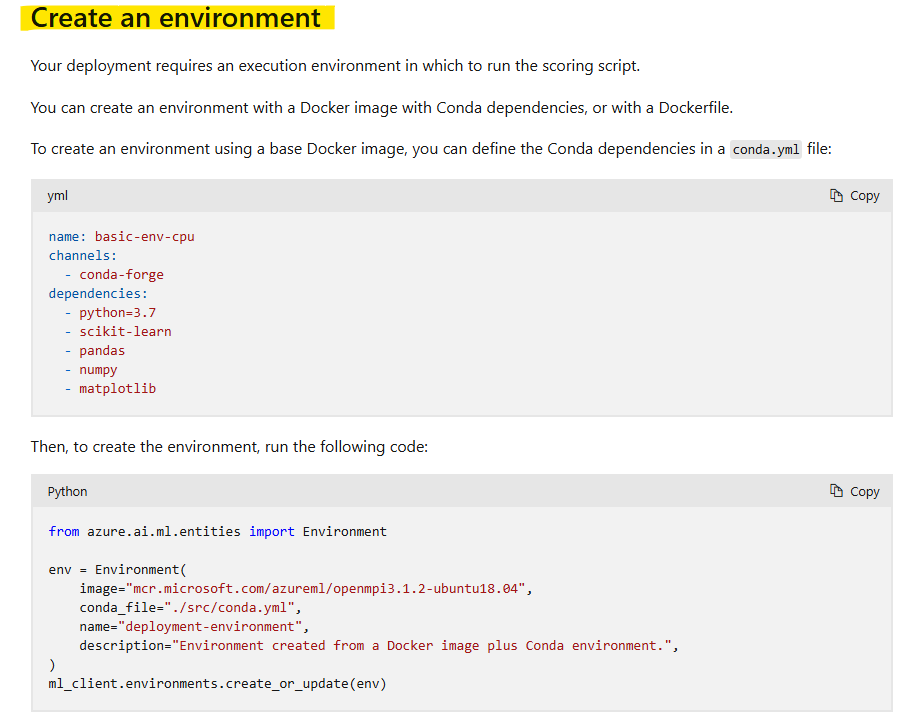 Create an environment
Your deployment requires an execution environment in which to run the scoring script.
You can create an environment with a Docker image with Conda dependencies, or with a Dockerfile.
To create an environment using a base Docker image, you can define the Conda dependencies in a conda.yml file:
yml Copy
name: basic-env-cpu
channels:
  - conda-forge
dependencies:
  - python=3.7
  - scikit-learn
  - pandas
  - numpy
  - matplotlib
Then, to create the environment, run the following code:
Python Copy
from azure.ai.ml.entities import Environment
env = Environment(
    image="mcr.microsoft.com/azureml/openmpi3.1.2-ubuntu18.04",
    conda_file="./src/conda.yml",
    name="deployment-environment",
    description="Environment created from a Docker image plus Conda environment.",
)
ml_client.environments.create_or_update(env)